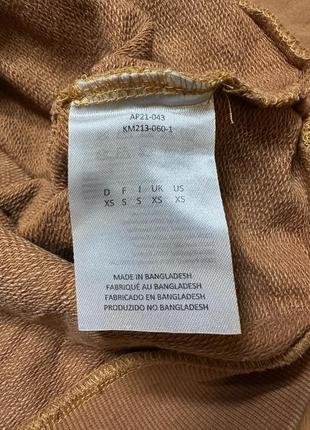 AP21-043
KM213-060-1
D F I UK US
XS S S XS XS
MADE IN BANGLADESH
FABRIQUÉ AU BANGLADESH
FABRICADO EN BANGLADESH
PRODUZIDO NO BANGLADESH